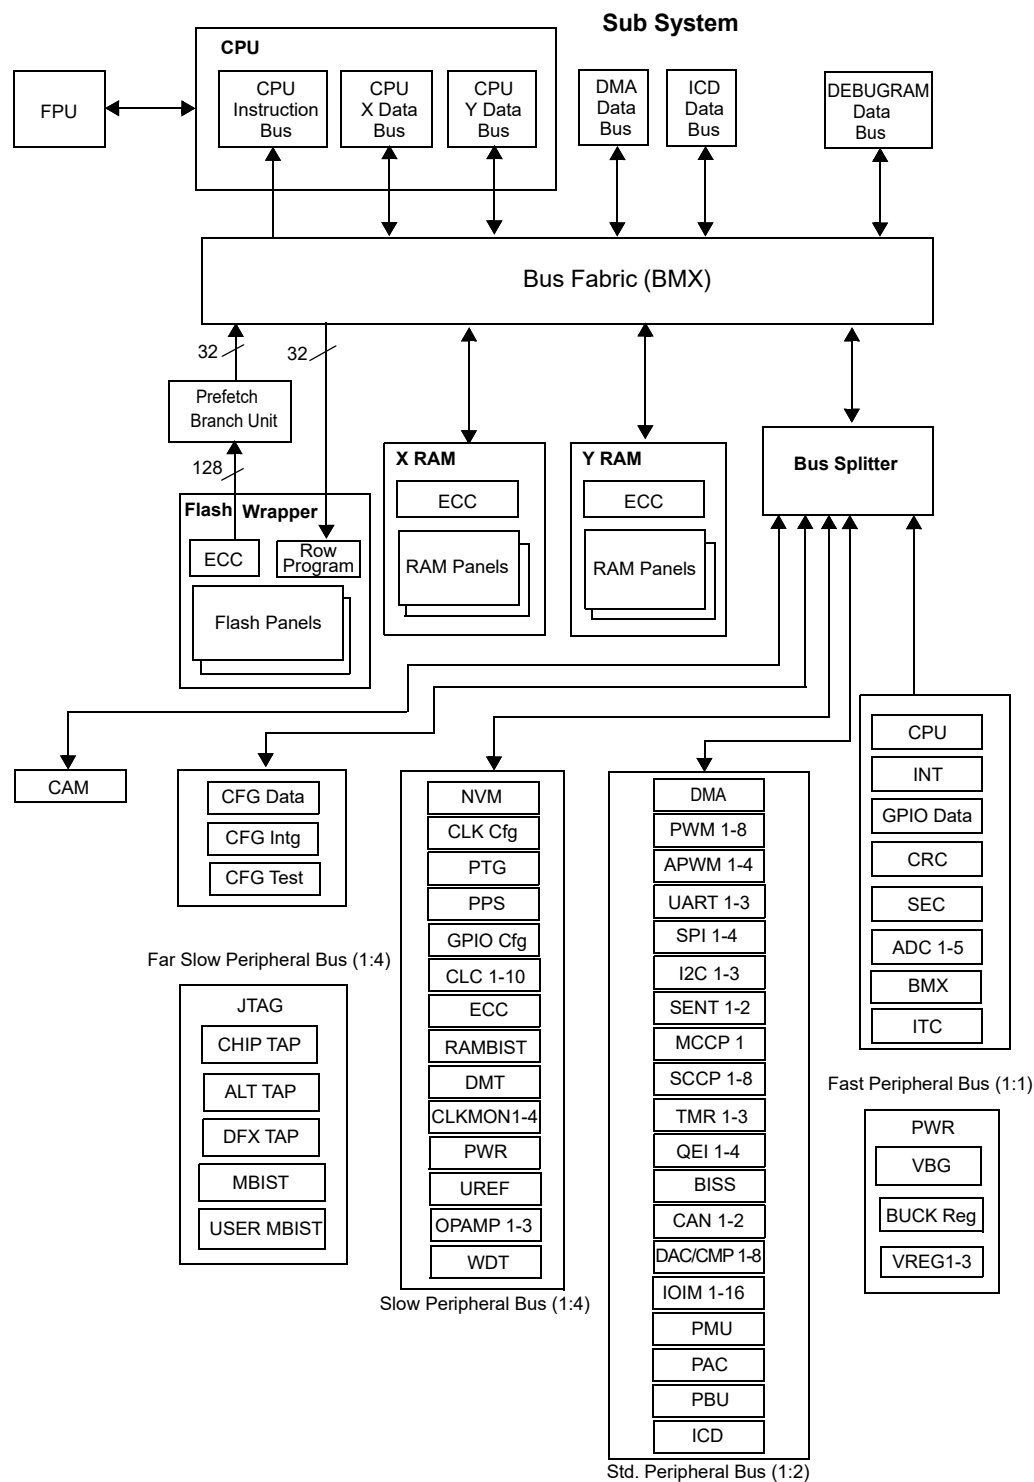 Sub System
CPU
FPU
CPU
Instruction
Bus
CPU
X Data
Bus
CPU
Y Data
Bus
DMA
Data
Bus
ICD
Data
Bus
DEBUGRAM
Data
Bus
Bus Fabric (BMX)
32
32
Prefetch
Branch Unit
128
Flash Wrapper
ECC
Row
Program
Flash Panels
X RAM
ECC
RAM Panels
Y RAM
ECC
RAM Panels
Bus Splitter
CAM
CFG Data
CFG Intg
CFG Test
Far Slow Peripheral Bus (1:4)
JTAG
CHIP TAP
ALT TAP
DFX TAP
MBIST
USER MBIST
NVM
CLK Cfg
PTG
PPS
GPIO Cfg
CLC 1-10
ECC
RAMBIST
DMT
CLKMON1-4
PWR
UREF
OPAMP 1-3
WDT
Slow Peripheral Bus (1:4)
DMA
PWM 1-8
APWM 1-4
UART 1-3
SPI 1-4
I2C 1-3
SENT 1-2
MCCP 1
SCCP 1-8
TMR 1-3
QEI 1-4
BISS
CAN 1-2
DAC/CMP 1-8
IOIM 1-16
PMU
PAC
PBU
ICD
Std. Peripheral Bus (1:2)
CPU
INT
GPIO Data
CRC
SEC
ADC 1-5
BMX
ITC
Fast Peripheral Bus (1:1)
PWR
VBG
BUCK Reg
VREG1-3